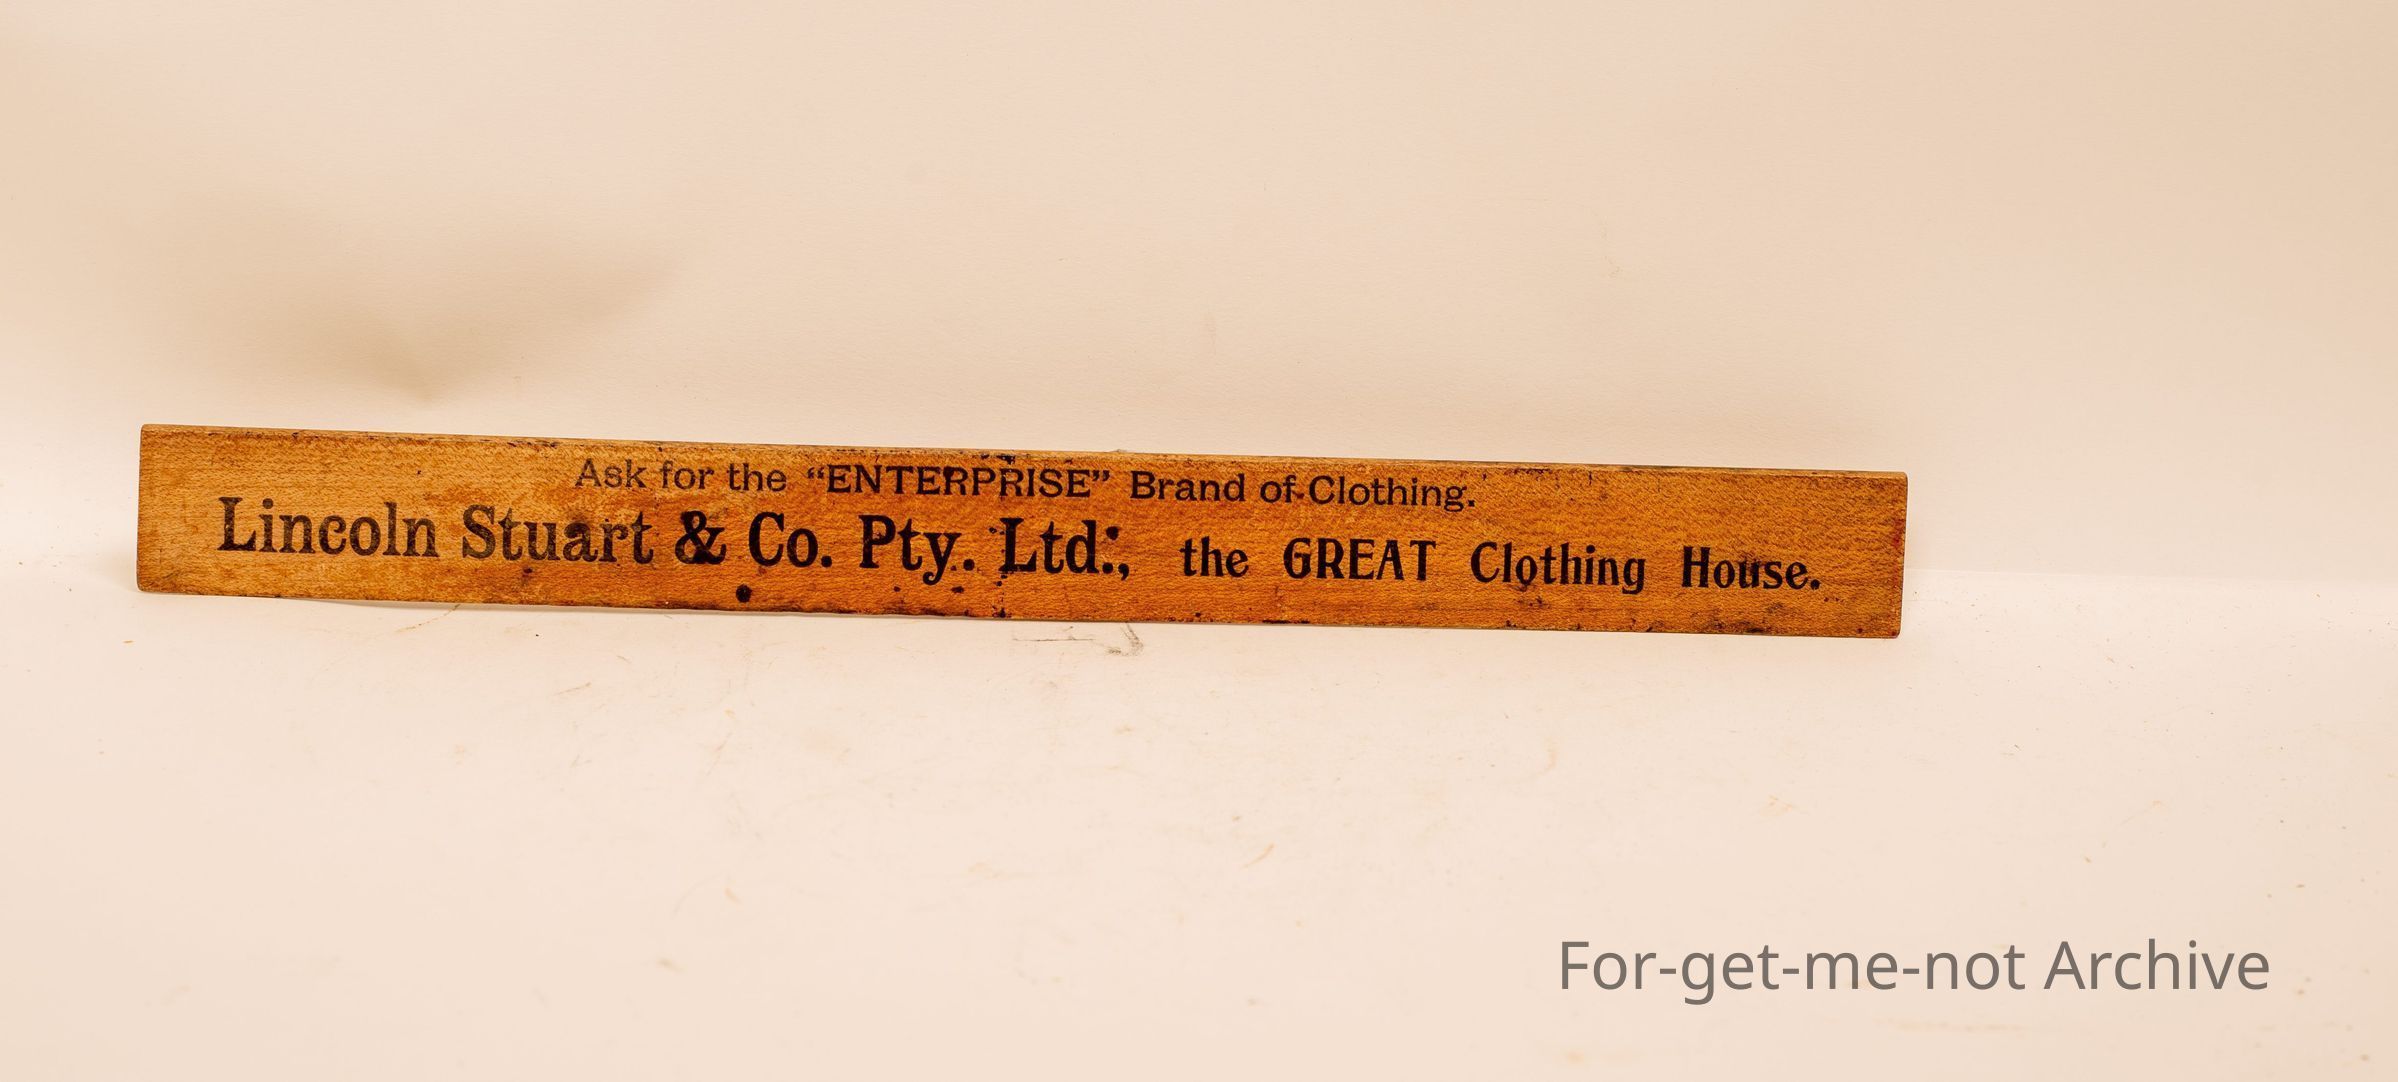 Ask for the “ENTERPRISE” Brand of Clothing.
Lincoln Stuart & Co. Pty. Ltd., the GREAT Clothing House.
For-get-me-not Archive